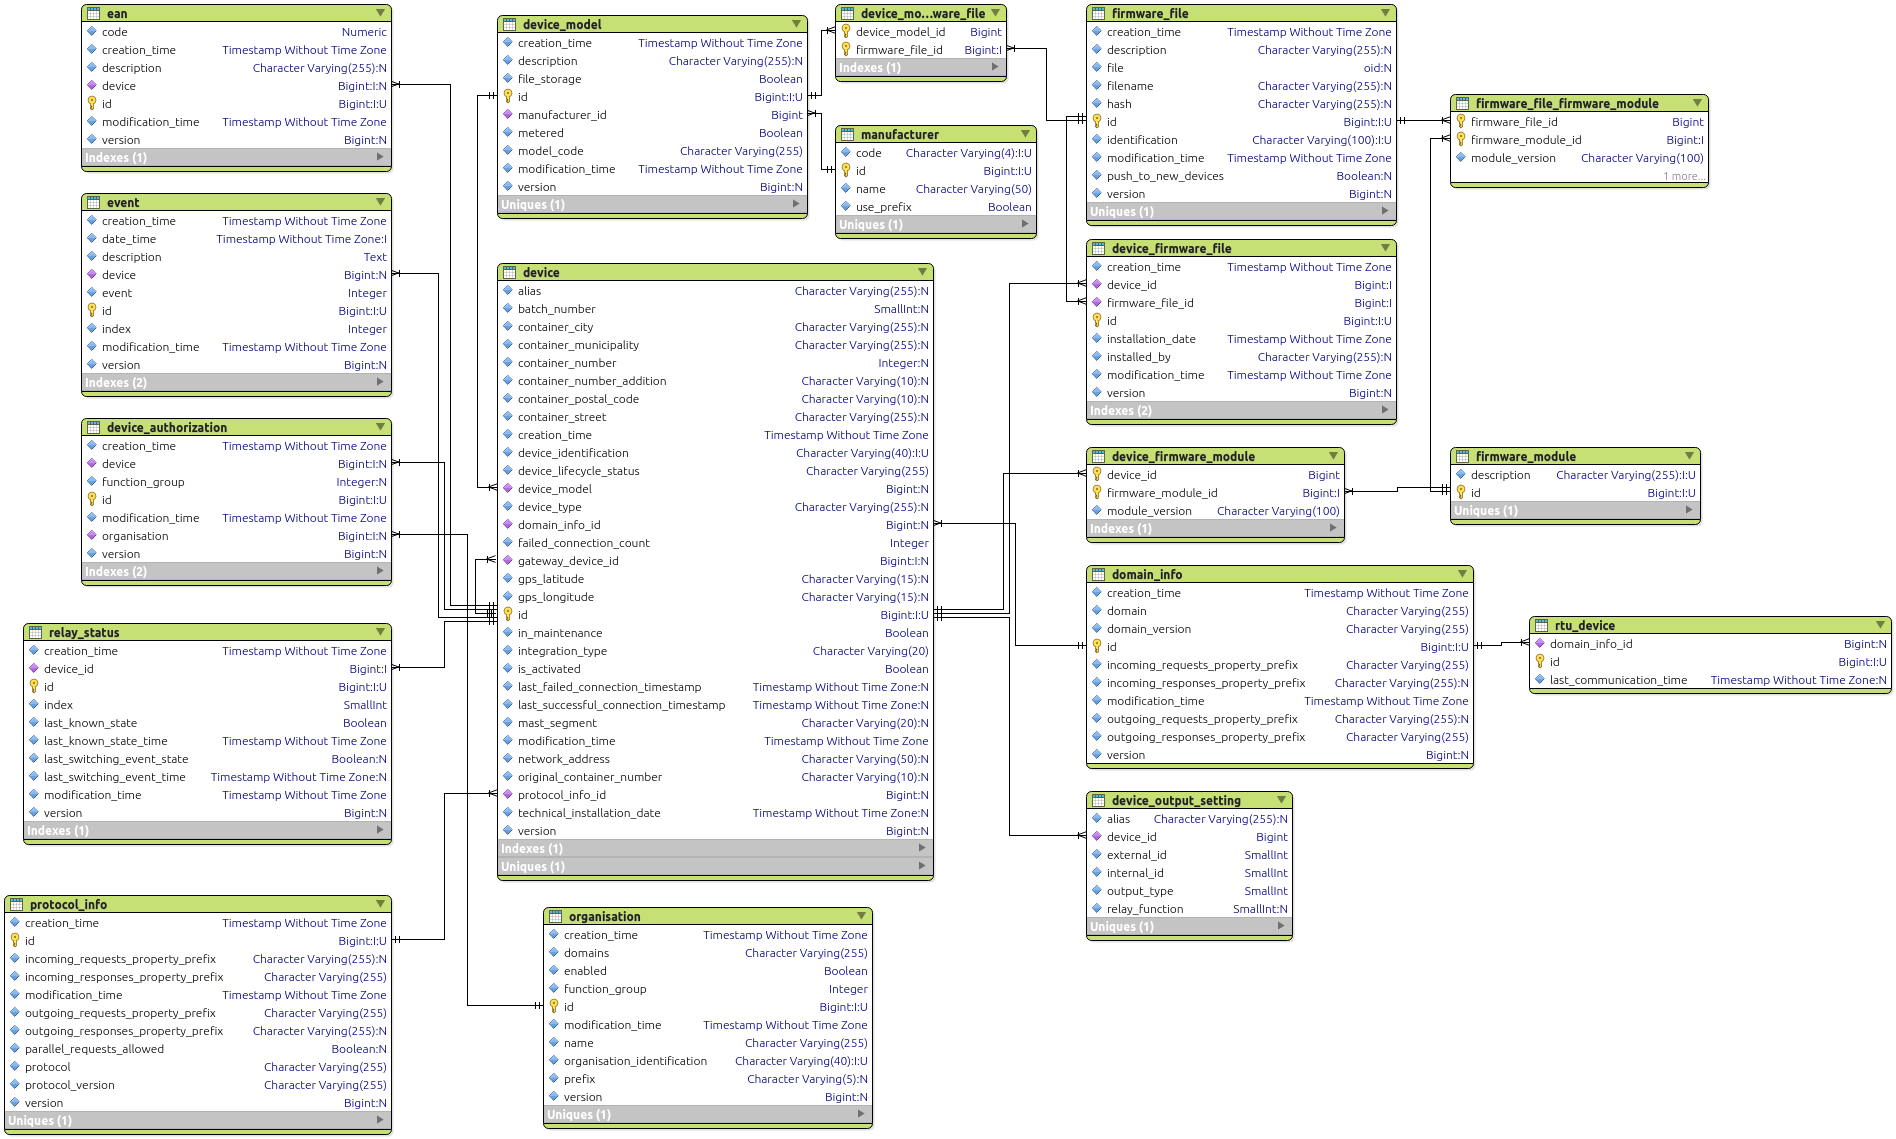 ean
code Numeric
creation_time Timestamp Without Time Zone
description Character Varying(255):N
device Bigint:I:N
id Bigint:I:U
modification_time Timestamp Without Time Zone
version Bigint:N
Indexes (1)
event
creation_time Timestamp Without Time Zone
date_time Timestamp Without Time Zone:I
description Text
device Bigint:N
event Integer
id Bigint:I:U
index Integer
modification_time Timestamp Without Time Zone
version Bigint:N
Indexes (2)
device_authorization
creation_time Timestamp Without Time Zone
device Bigint:I:N
function_group Integer:N
id Bigint:I:U
modification_time Timestamp Without Time Zone
organisation Bigint:I:N
version Bigint:N
Indexes (2)
relay_status
creation_time Timestamp Without Time Zone
device_id Bigint:I
id Bigint:I:U
index SmallInt
last_known_state Boolean
last_known_state_time Timestamp Without Time Zone
last_switching_event_state Boolean:N
last_switching_event_time Timestamp Without Time Zone:N
modification_time Timestamp Without Time Zone
version Bigint:N
Indexes (1)
protocol_info
creation_time Timestamp Without Time Zone
id Bigint:I:U
incoming_requests_property_prefix Character Varying(255):N
incoming_responses_property_prefix Character Varying(255)
modification_time Timestamp Without Time Zone
outgoing_requests_property_prefix Character Varying(255)
outgoing_responses_property_prefix Character Varying(255):N
parallel_requests_allowed Boolean:N
protocol Character Varying(255)
protocol_version Character Varying(255)
version Bigint:N
Uniques (1)
device_model
creation_time Timestamp Without Time Zone
description Character Varying(255):N
file_storage Boolean
id Bigint:I:U
manufacturer_id Bigint
metered Boolean
model_code Character Varying(255)
modification_time Timestamp Without Time Zone
version Bigint:N
Uniques (1)
device
alias Character Varying(255):N
batch_number SmallInt:N
container_city Character Varying(255):N
container_municipality Character Varying(255):N
container_number Integer:N
container_number_addition Character Varying(10):N
container_postal_code Character Varying(10):N
container_street Character Varying(255):N
creation_time Timestamp Without Time Zone
device_identification Character Varying(40):I:U
device_lifecycle_status Character Varying(255)
device_model Bigint:N
device_type Character Varying(255):N
domain_info_id Bigint:N
failed_connection_count Integer
gateway_device_id Bigint:I:N
gps_latitude Character Varying(15):N
gps_longitude Character Varying(15):N
id Bigint:I:U
in_maintenance Boolean
integration_type Character Varying(20)
is_activated Boolean
last_failed_connection_timestamp Timestamp Without Time Zone:N
last_successful_connection_timestamp Timestamp Without Time Zone:N
mast_segment Character Varying(20):N
modification_time Timestamp Without Time Zone
network_address Character Varying(50):N
original_container_number Character Varying(10):N
protocol_info_id Bigint:N
technical_installation_date Timestamp Without Time Zone:N
version Bigint:N
Indexes (1)
Uniques (1)
organisation
creation_time Timestamp Without Time Zone
domains Character Varying(255)
enabled Boolean
function_group Integer
id Bigint:I:U
modification_time Timestamp Without Time Zone
name Character Varying(255)
organisation_identification Character Varying(40):I:U
prefix Character Varying(5):N
version Bigint:N
Uniques (1)
device_mo...ware_file
device_model_id Bigint
firmware_file_id Bigint:I
Indexes (1)
manufacturer
code Character Varying(4):I:U
id Bigint:I:U
name Character Varying(50)
use_prefix Boolean
Uniques (1)
firmware_file
creation_time Timestamp Without Time Zone
description Character Varying(255):N
file oid:N
filename Character Varying(255):N
hash Character Varying(255):N
id Bigint:I:U
identification Character Varying(100):I:U
modification_time Timestamp Without Time Zone
push_to_new_devices Boolean:N
version Bigint:N
Uniques (1)
device_firmware_file
creation_time Timestamp Without Time Zone
device_id Bigint:I
firmware_file_id Bigint:I
id Bigint:I:U
installation_date Timestamp Without Time Zone
installed_by Character Varying(255):N
modification_time Timestamp Without Time Zone
version Bigint:N
Indexes (2)
device_firmware_module
device_id Bigint
firmware_module_id Bigint:I
module_version Character Varying(100)
Indexes (1)
domain_info
creation_time Timestamp Without Time Zone
domain Character Varying(255)
domain_version Character Varying(255)
id Bigint:I:U
incoming_requests_property_prefix Character Varying(255)
incoming_responses_property_prefix Character Varying(255):N
modification_time Timestamp Without Time Zone
outgoing_requests_property_prefix Character Varying(255):N
outgoing_responses_property_prefix Character Varying(255)
version Bigint:N
device_output_setting
alias Character Varying(255):N
device_id Bigint
external_id SmallInt
internal_id SmallInt
output_type SmallInt
relay_function SmallInt:N
Uniques (1)
firmware_file_firmware_module
firmware_file_id Bigint
firmware_module_id Bigint:I
module_version Character Varying(100)
1 more...
firmware_module
description Character Varying(255):I:U
id Bigint:I:U
Uniques (1)
rtu_device
domain_info_id Bigint:N
id Bigint:I:U
last_communication_time Timestamp Without Time Zone:N